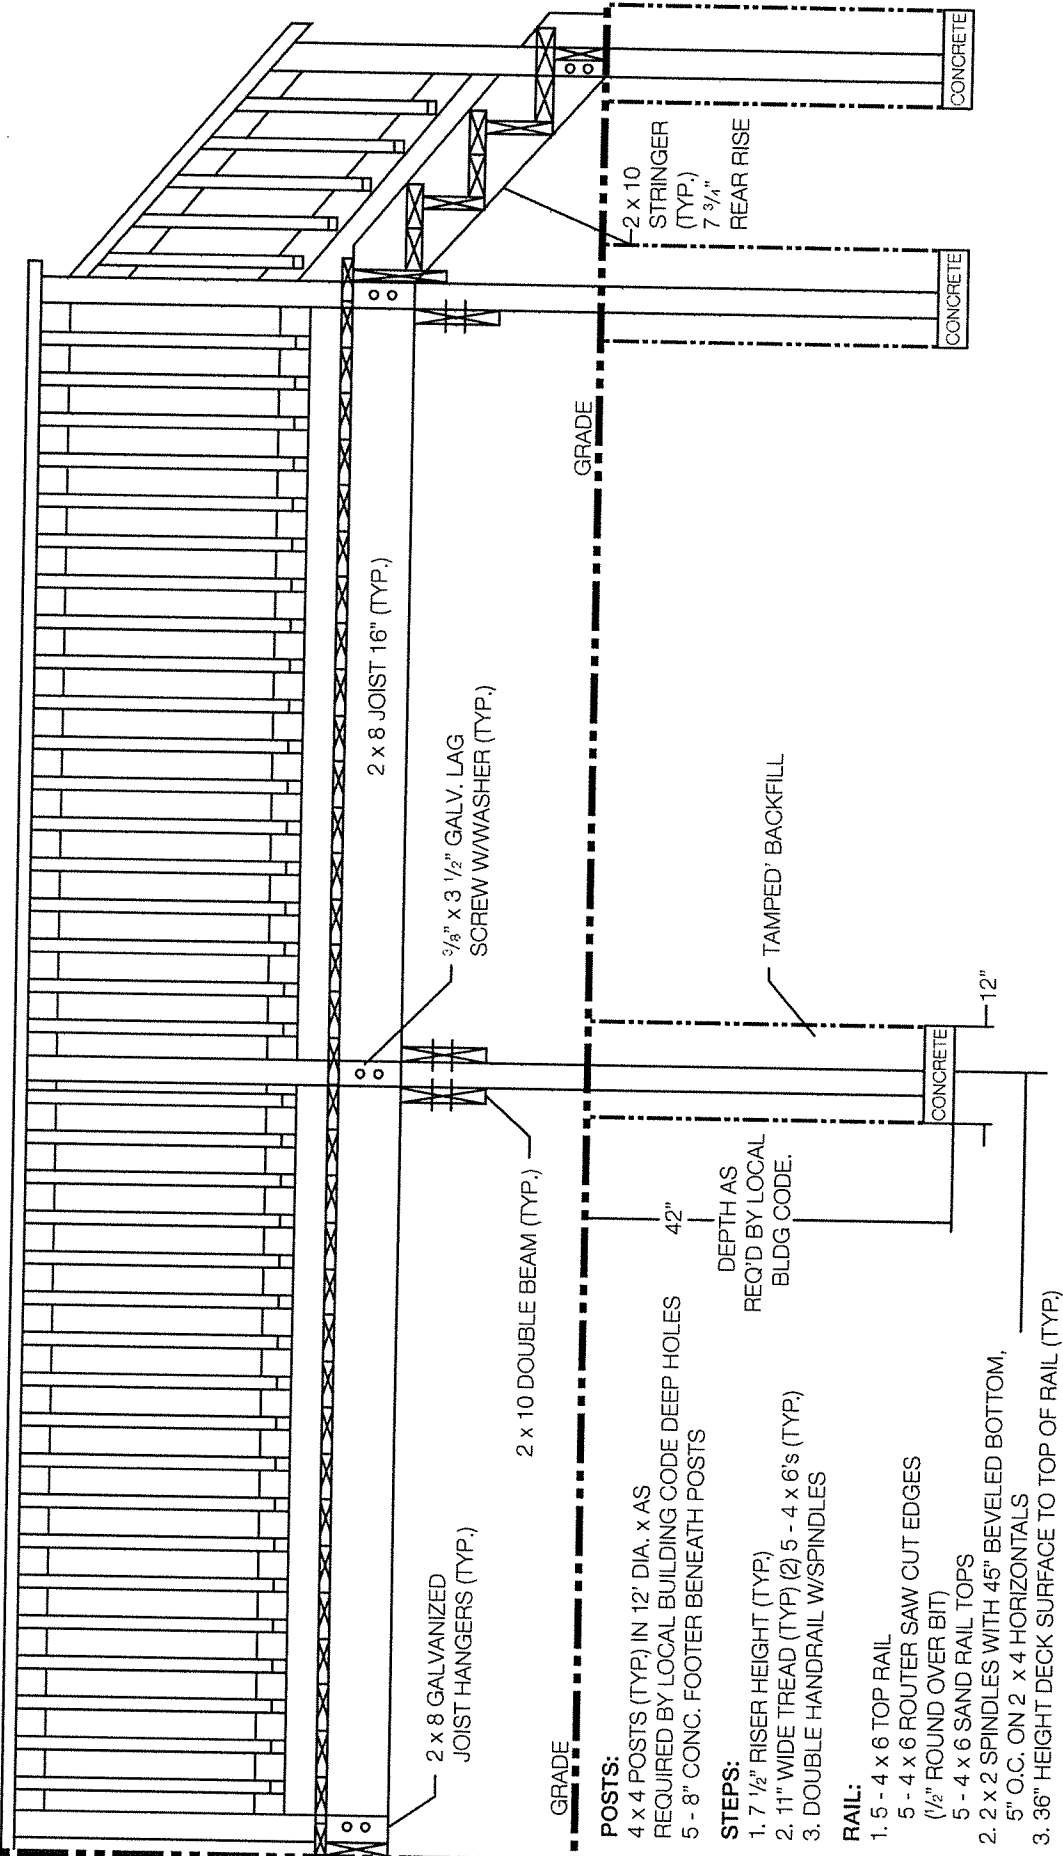 2 x 8 JOIST 16" (TYP.)
3/8" x 3 1/2" GALV. LAG
SCREW W/WASHER (TYP.)
2 x 10
STRINGER
(TYP.)
7 3/4"
REAR RISE
2 x 8 GALVANIZED
JOIST HANGERS (TYP.)
2 x 10 DOUBLE BEAM (TYP.)
GRADE
GRADE
TAMPED' BACKFILL
42"
DEPTH AS
REQ'D BY LOCAL
BLDG CODE.
CONCRETE
CONCRETE
CONCRETE
12"
POSTS:
4 x 4 POSTS (TYP.) IN 12' DIA. x AS
REQUIRED BY LOCAL BUILDING CODE DEEP HOLES
5 - 8" CONC. FOOTER BENEATH POSTS
STEPS:
1. 7 1/2" RISER HEIGHT (TYP.)
2. 11" WIDE TREAD (TYP) (2) 5 - 4 x 6's (TYP.)
3. DOUBLE HANDRAIL W/SPINDLES
RAIL:
1. 5 - 4 x 6 TOP RAIL
5 - 4 x 6 ROUTER SAW CUT EDGES
(1/2" ROUND OVER BIT)
5 - 4 x 6 SAND RAIL TOPS
2. 2 x 2 SPINDLES WITH 45" BEVELED BOTTOM,
5" O.C. ON 2 x 4 HORIZONTALS
3. 36" HEIGHT DECK SURFACE TO TOP OF RAIL (TYP.)